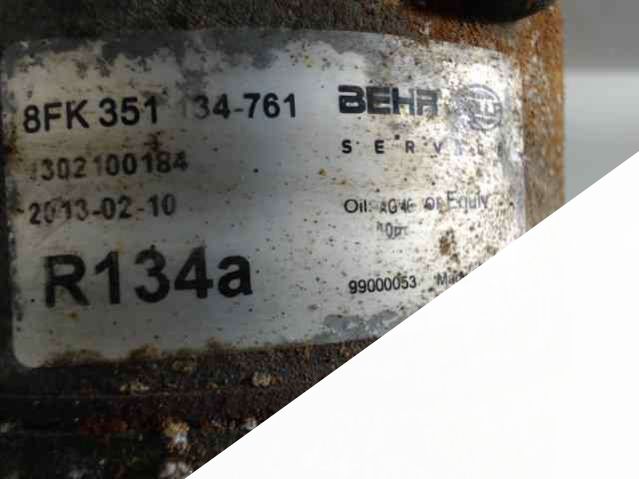 8FK 351 134-761
BEHR
SERVICE
1302100184
2013-02-10
Oil: or Equiv
R134a
99000053